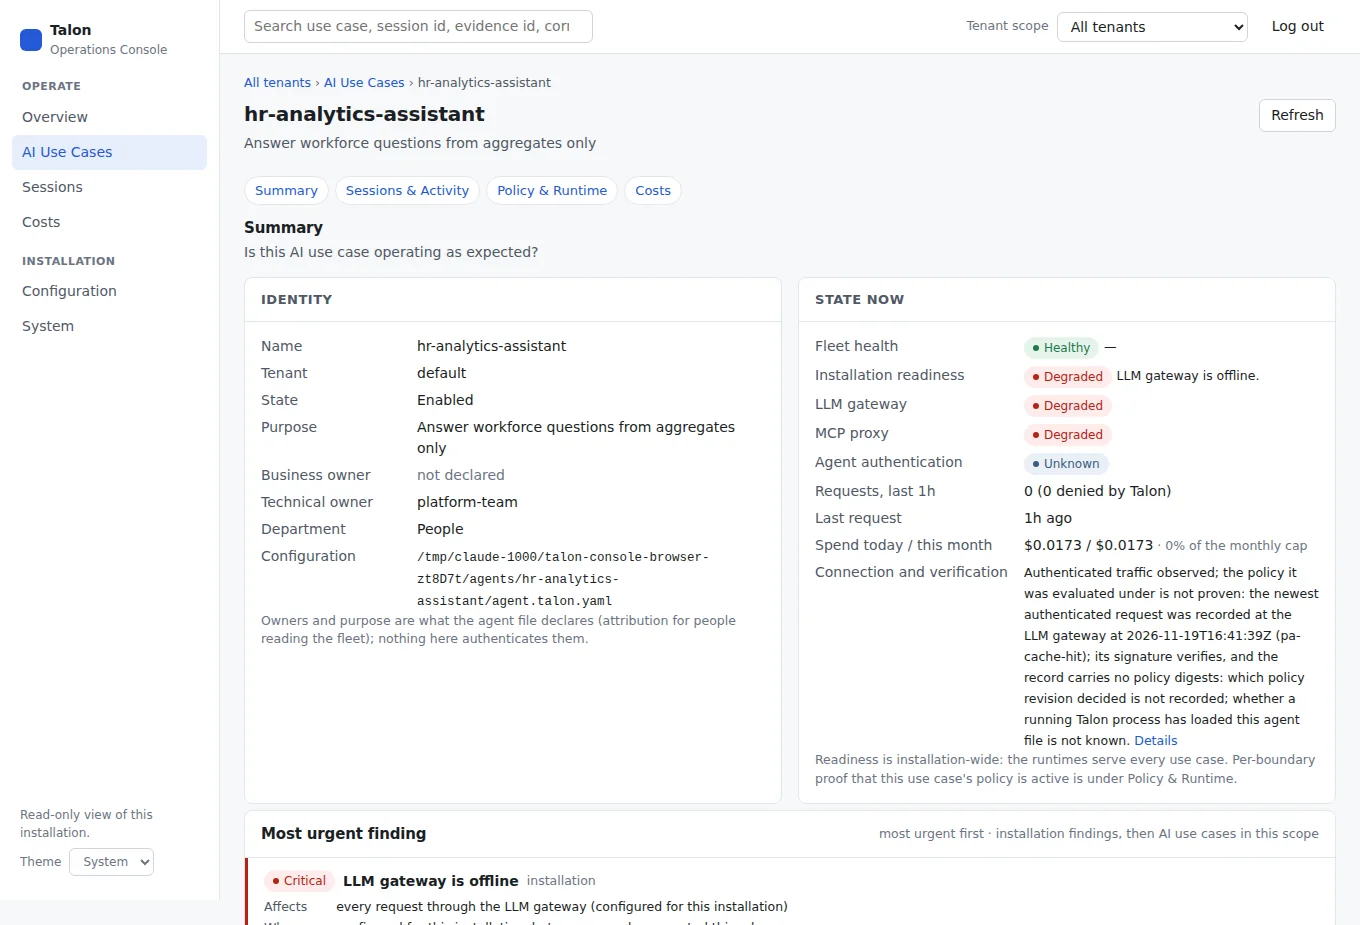 Talon
Operations Console
OPERATE
Overview
AI Use Cases
Sessions
Costs
INSTALLATION
Configuration
System
Read-only view of this
installation.
Theme System
Search use case, session id, evidence id, corr
Tenant scope All tenants Log out
All tenants › AI Use Cases › hr-analytics-assistant
hr-analytics-assistant
Refresh
Answer workforce questions from aggregates only
Summary Sessions & Activity Policy & Runtime Costs
Summary
Is this AI use case operating as expected?
IDENTITY
Name hr-analytics-assistant
Tenant default
State Enabled
Purpose Answer workforce questions from aggregates
only
Business owner not declared
Technical owner platform-team
Department People
Configuration /tmp/claude-1000/talon-console-browser-
zt8D7t/agents/hr-analytics-
assistant/agent.talon.yaml
Owners and purpose are what the agent file declares (attribution for people
reading the fleet); nothing here authenticates them.
STATE NOW
Fleet health Healthy —
Installation readiness Degraded LLM gateway is offline.
LLM gateway Degraded
MCP proxy Degraded
Agent authentication Unknown
Requests, last 1h 0 (0 denied by Talon)
Last request 1h ago
Spend today / this month $0.0173 / $0.0173 · 0% of the monthly cap
Connection and verification Authenticated traffic observed; the policy it
was evaluated under is not proven: the newest
authenticated request was recorded at the
LLM gateway at 2026-11-19T16:41:39Z (pa-
cache-hit); its signature verifies, and the
record carries no policy digests: which policy
revision decided is not recorded; whether a
running Talon process has loaded this agent
file is not known. Details
Readiness is installation-wide: the runtimes serve every use case. Per-boundary
proof that this use case's policy is active is under Policy & Runtime.
Most urgent finding most urgent first · installation findings, then AI use cases in this scope
Critical LLM gateway is offline installation
Affects every request through the LLM gateway (configured for this installation)